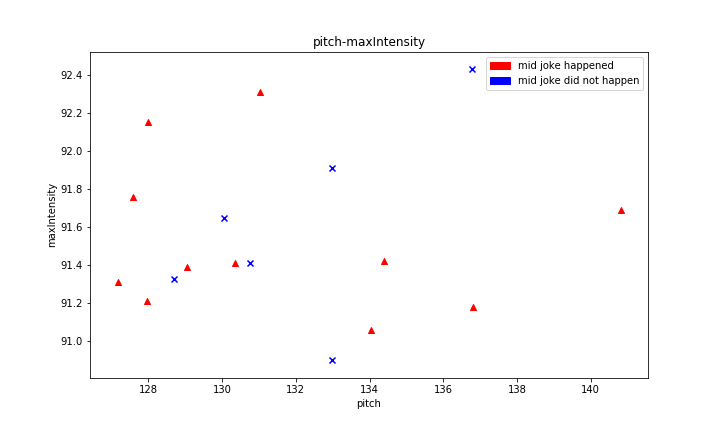 pitch-maxIntensity
mid joke happened
mid joke did not happen
maxIntensity
92.4
92.2
92.0
91.8
91.6
91.4
91.2
91.0
128 130 132 134 136 138 140
pitch